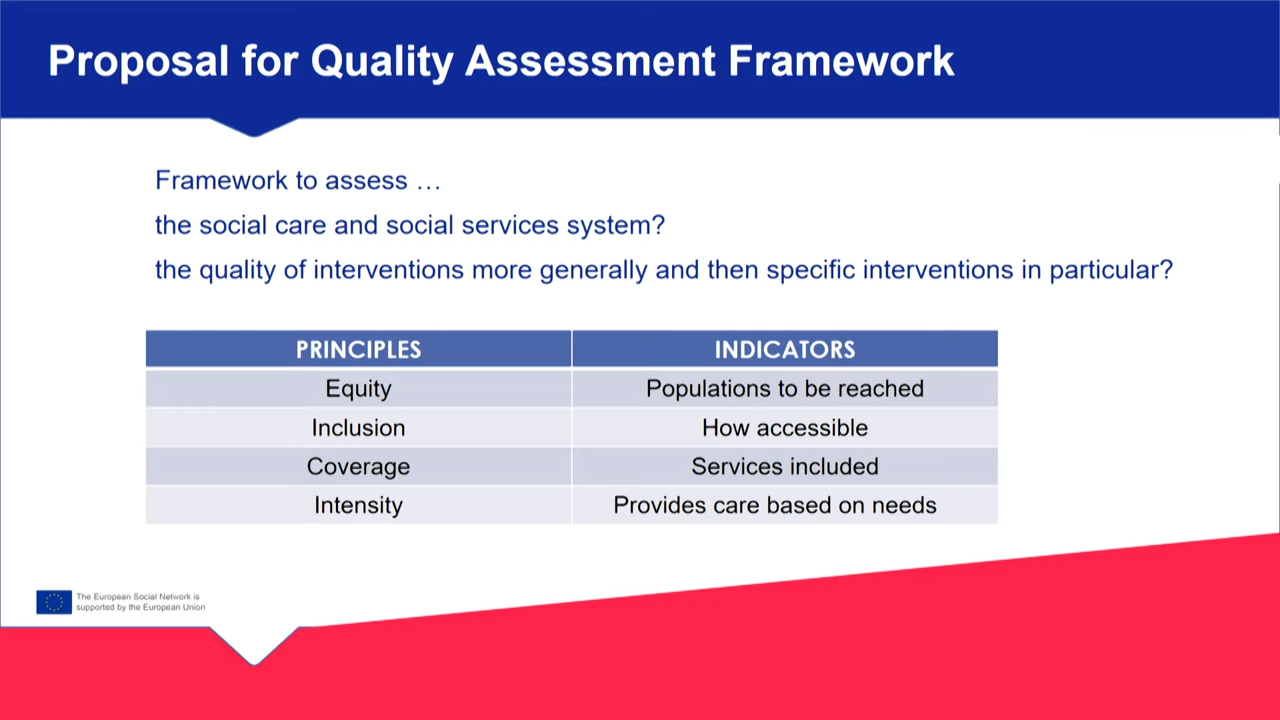 Proposal for Quality Assessment Framework
Framework to assess …
the social care and social services system?
the quality of interventions more generally and then specific interventions in particular?
PRINCIPLES INDICATORS
Equity Populations to be reached
Inclusion How accessible
Coverage Services included
Intensity Provides care based on needs
The European Social Network is
supported by the European Union